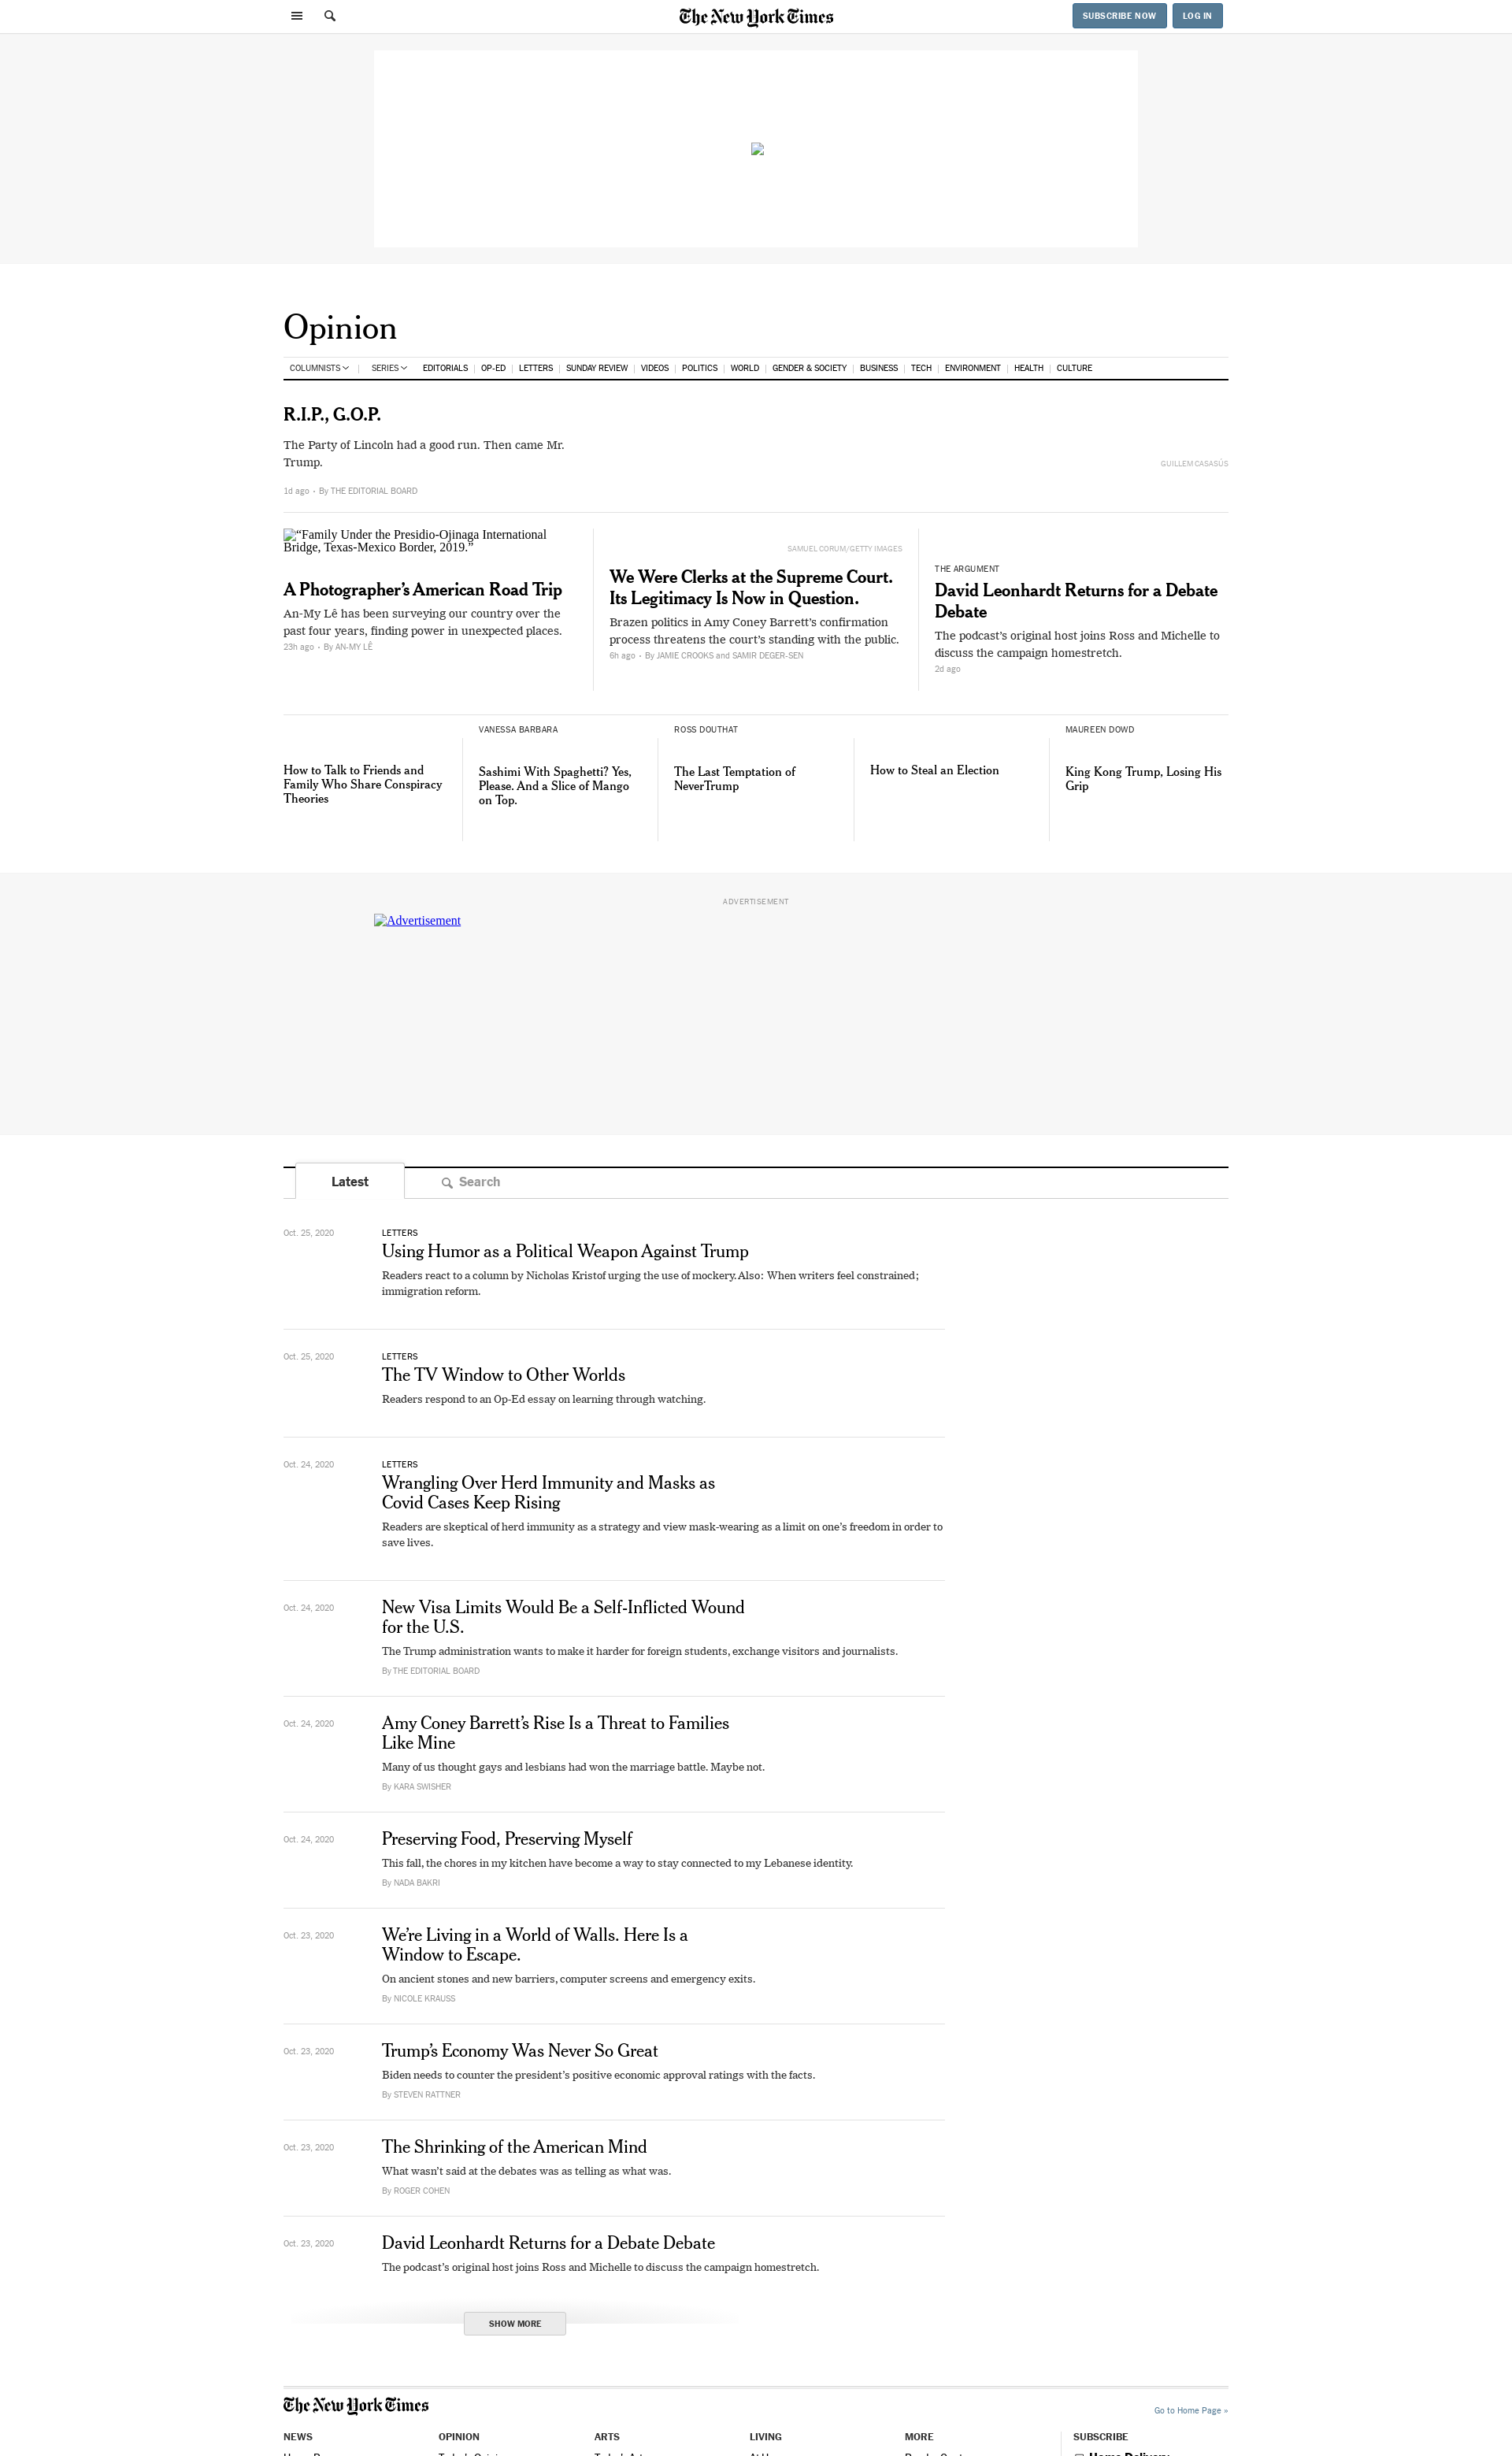 The New York Times
SUBSCRIBE NOW
LOG IN
Opinion
COLUMNISTS
SERIES
EDITORIALS
OP-ED
LETTERS
SUNDAY REVIEW
VIDEOS
POLITICS
WORLD
GENDER & SOCIETY
BUSINESS
TECH
ENVIRONMENT
HEALTH
CULTURE
R.I.P., G.O.P.
The Party of Lincoln had a good run. Then came Mr.
Trump.
GUILLEM CASASÚS
1d ago • By THE EDITORIAL BOARD
“Family Under the Presidio-Ojinaga International
Bridge, Texas-Mexico Border, 2019.”
A Photographer’s American Road Trip
An-My Lê has been surveying our country over the
past four years, finding power in unexpected places.
23h ago • By AN-MY LÊ
SAMUEL CORUM/GETTY IMAGES
We Were Clerks at the Supreme Court.
Its Legitimacy Is Now in Question.
Brazen politics in Amy Coney Barrett’s confirmation
process threatens the court’s standing with the public.
6h ago • By JAMIE CROOKS and SAMIR DEGER-SEN
THE ARGUMENT
David Leonhardt Returns for a Debate
Debate
The podcast’s original host joins Ross and Michelle to
discuss the campaign homestretch.
2d ago
How to Talk to Friends and
Family Who Share Conspiracy
Theories
VANESSA BARBARA
Sashimi With Spaghetti? Yes,
Please. And a Slice of Mango
on Top.
ROSS DOUTHAT
The Last Temptation of
NeverTrump
How to Steal an Election
MAUREEN DOWD
King Kong Trump, Losing His
Grip
ADVERTISEMENT
Advertisement
Latest
Search
Oct. 25, 2020
LETTERS
Using Humor as a Political Weapon Against Trump
Readers react to a column by Nicholas Kristof urging the use of mockery. Also: When writers feel constrained;
immigration reform.
Oct. 25, 2020
LETTERS
The TV Window to Other Worlds
Readers respond to an Op-Ed essay on learning through watching.
Oct. 24, 2020
LETTERS
Wrangling Over Herd Immunity and Masks as
Covid Cases Keep Rising
Readers are skeptical of herd immunity as a strategy and view mask-wearing as a limit on one’s freedom in order to
save lives.
Oct. 24, 2020
New Visa Limits Would Be a Self-Inflicted Wound
for the U.S.
The Trump administration wants to make it harder for foreign students, exchange visitors and journalists.
By THE EDITORIAL BOARD
Oct. 24, 2020
Amy Coney Barrett’s Rise Is a Threat to Families
Like Mine
Many of us thought gays and lesbians had won the marriage battle. Maybe not.
By KARA SWISHER
Oct. 24, 2020
Preserving Food, Preserving Myself
This fall, the chores in my kitchen have become a way to stay connected to my Lebanese identity.
By NADA BAKRI
Oct. 23, 2020
We’re Living in a World of Walls. Here Is a
Window to Escape.
On ancient stones and new barriers, computer screens and emergency exits.
By NICOLE KRAUSS
Oct. 23, 2020
Trump’s Economy Was Never So Great
Biden needs to counter the president’s positive economic approval ratings with the facts.
By STEVEN RATTNER
Oct. 23, 2020
The Shrinking of the American Mind
What wasn’t said at the debates was as telling as what was.
By ROGER COHEN
Oct. 23, 2020
David Leonhardt Returns for a Debate Debate
The podcast’s original host joins Ross and Michelle to discuss the campaign homestretch.
SHOW MORE
The New York Times
Go to Home Page »
NEWS
OPINION
ARTS
LIVING
MORE
SUBSCRIBE